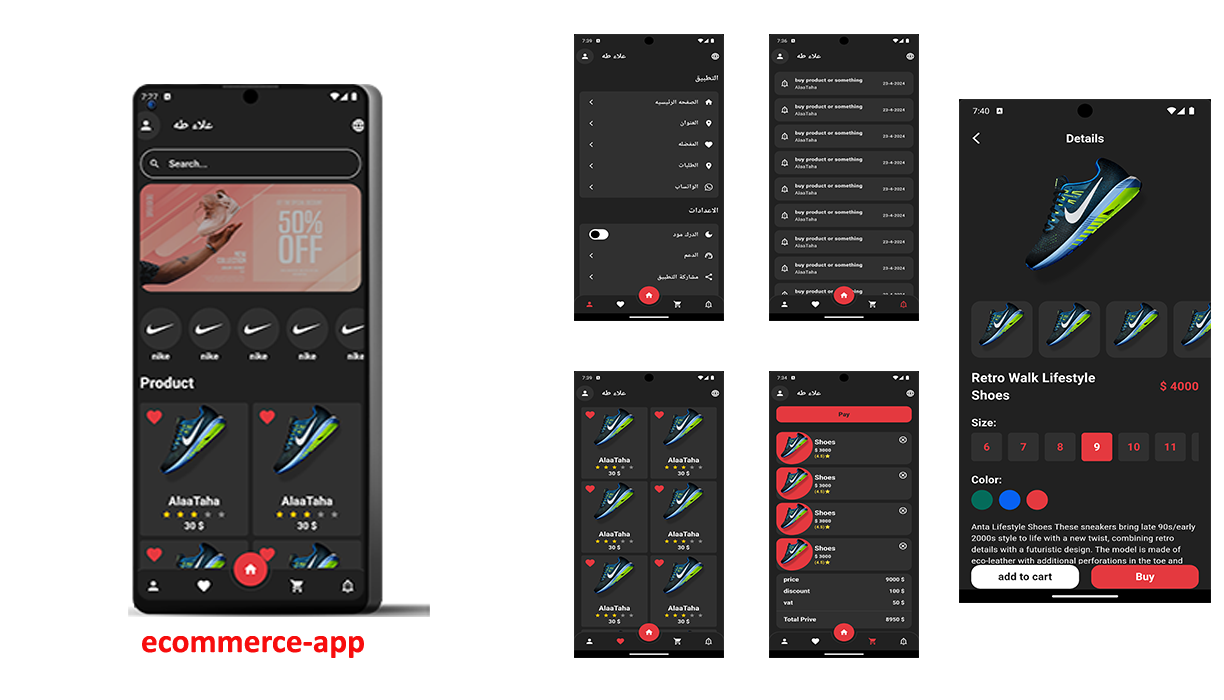 7:27
علاء طه
Search...
50%
OFF
NEW
COLLECTION
nike nike nike nike nike
Product
AlaaTaha AlaaTaha
30 $ 30 $
ecommerce-app
7:39
علاء طه
التطبيق
الصفحه الرئيسيه
العنوان
المفضله
الطلبات
الواتساب
الاعدادات
الدرك مود
الدعم
مشاركة التطبيق
7:36
علاء طه
buy product or something
AlaaTaha 23-4-2024
buy product or something
AlaaTaha 23-4-2024
buy product or something
AlaaTaha 23-4-2024
buy product or something
AlaaTaha 23-4-2024
buy product or something
AlaaTaha 23-4-2024
buy product or something
AlaaTaha 23-4-2024
buy product or something
AlaaTaha 23-4-2024
buy product or something
AlaaTaha 23-4-2024
buy product or something
7:39
علاء طه
AlaaTaha AlaaTaha
30 $ 30 $
AlaaTaha AlaaTaha
30 $ 30 $
AlaaTaha AlaaTaha
30 $ 30 $
7:34
علاء طه
Pay
Shoes
$ 3000
(4.5)
Shoes
$ 3000
(4.5)
Shoes
$ 3000
(4.5)
Shoes
$ 3000
(4.5)
price 9000 $
discount 100 $
vat 50 $
Total Prive 8950 $
7:40
Details
Retro Walk Lifestyle
Shoes
$ 4000
Size:
6 7 8 9 10 11
Color:
Anta Lifestyle Shoes These sneakers bring late 90s/early
2000s style to life with a new twist, combining retro
details with a futuristic design. The model is made of
eco-leather with additional perforations in the toe and
add to cart Buy